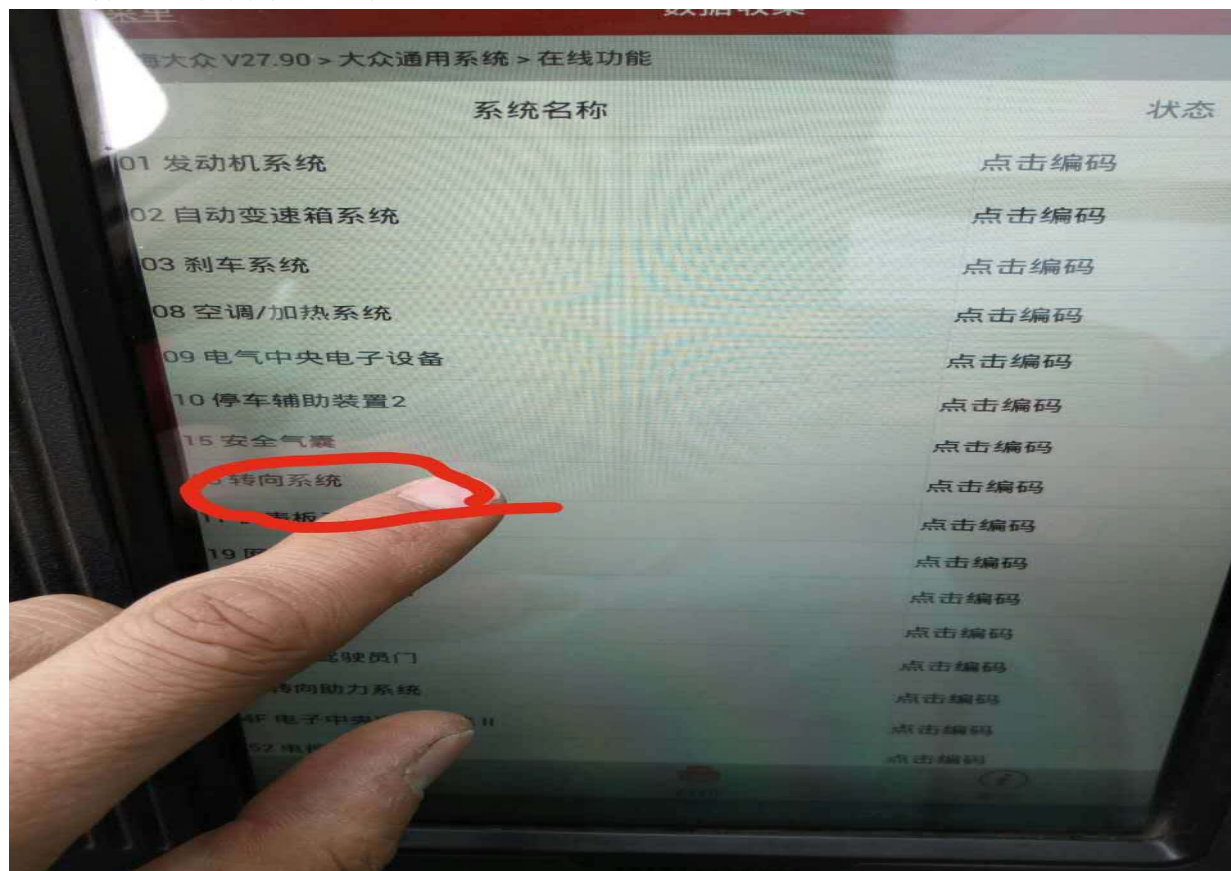 数据收集
大众 V27.90 > 大众通用系统 > 在线功能
系统名称 状态
01 发动机系统 点击编码
02 自动变速箱系统 点击编码
03 刹车系统 点击编码
08 空调/加热系统 点击编码
09 电气中央电子设备 点击编码
10 停车辅助装置2 点击编码
15 安全气囊 点击编码
转向系统 点击编码
点击编码
19 点击编码
点击编码
点击编码
驾驶员门 点击编码
转向助力系统 点击编码
4F 电子中央 II 点击编码
52 电 点击编码